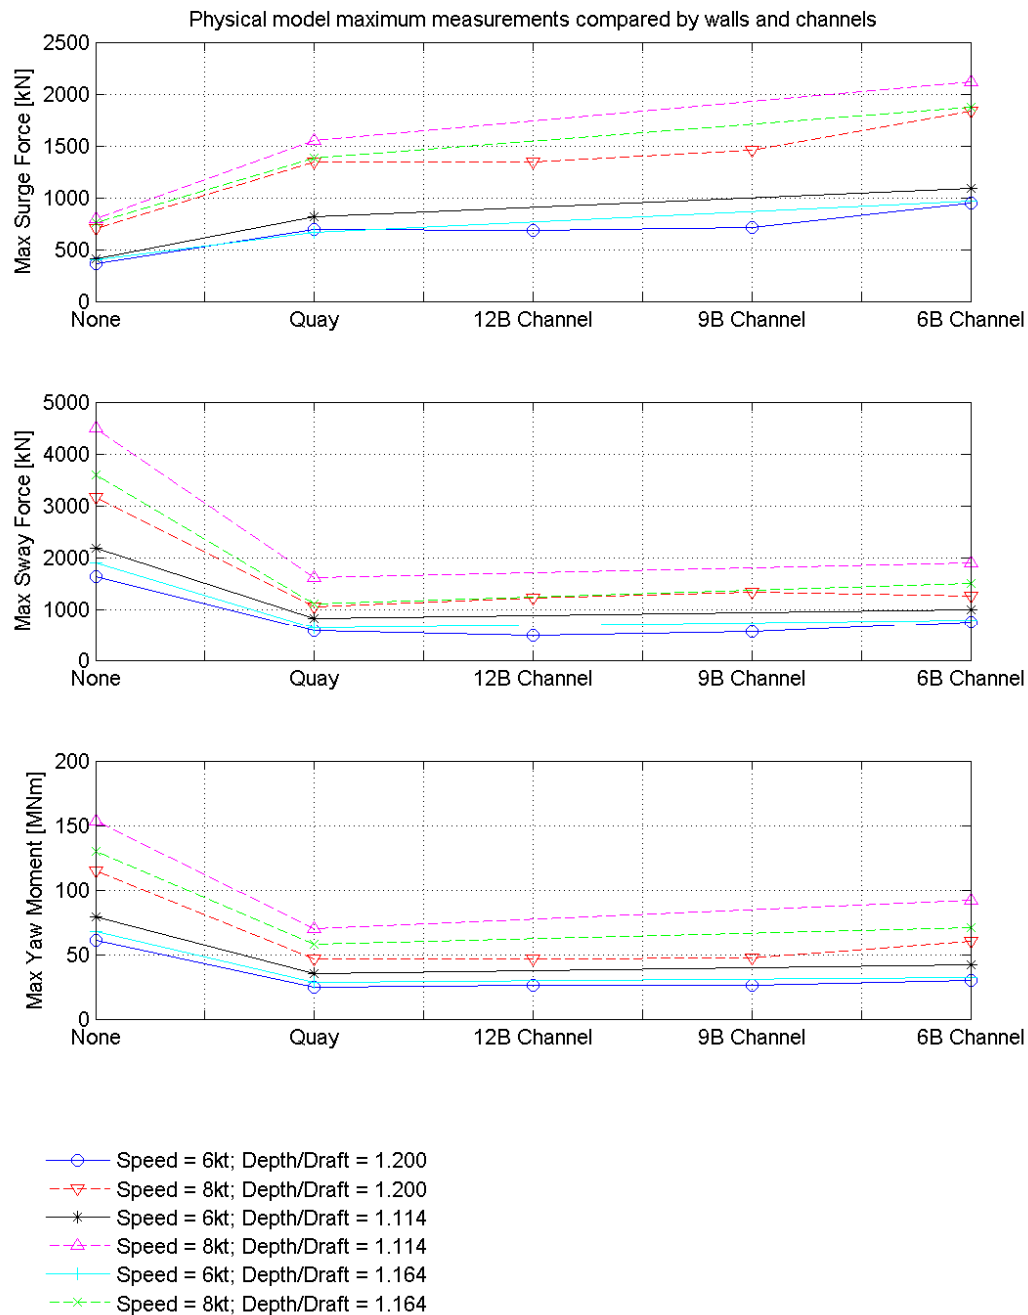 Physical model maximum measurements compared by walls and channels
Max Surge Force [kN]
2500
2000
1500
1000
500
0
None Quay 12B Channel 9B Channel 6B Channel
Max Sway Force [kN]
5000
4000
3000
2000
1000
0
None Quay 12B Channel 9B Channel 6B Channel
Max Yaw Moment [MNm]
200
150
100
50
0
None Quay 12B Channel 9B Channel 6B Channel
Speed = 6kt; Depth/Draft = 1.200
Speed = 8kt; Depth/Draft = 1.200
Speed = 6kt; Depth/Draft = 1.114
Speed = 8kt; Depth/Draft = 1.114
Speed = 6kt; Depth/Draft = 1.164
Speed = 8kt; Depth/Draft = 1.164